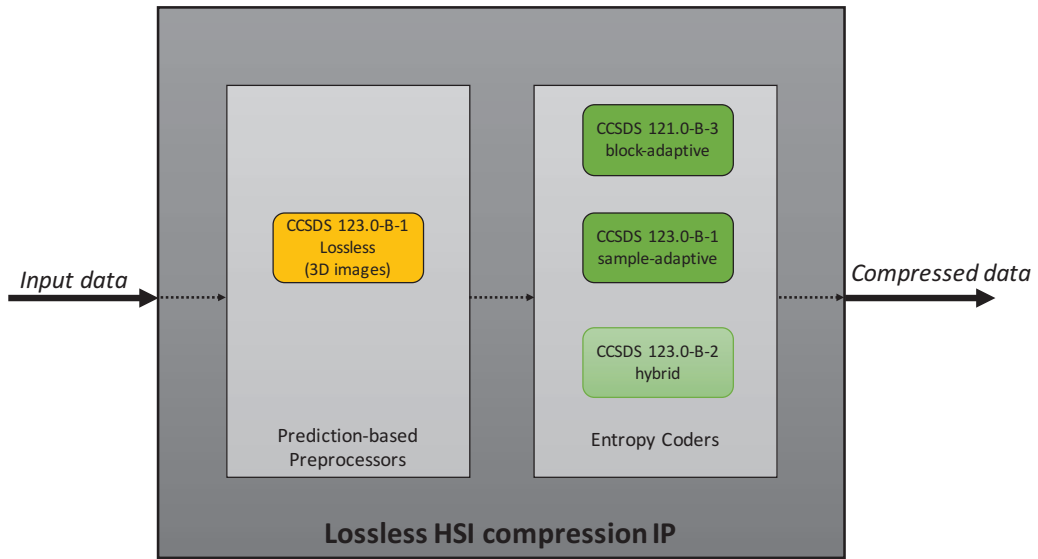 Input data
CCSDS 123.0-B-1
Lossless
(3D images)
Prediction-based
Preprocessors
CCSDS 121.0-B-3
block-adaptive
CCSDS 123.0-B-1
sample-adaptive
CCSDS 123.0-B-2
hybrid
Entropy Coders
Compressed data
Lossless HSI compression IP